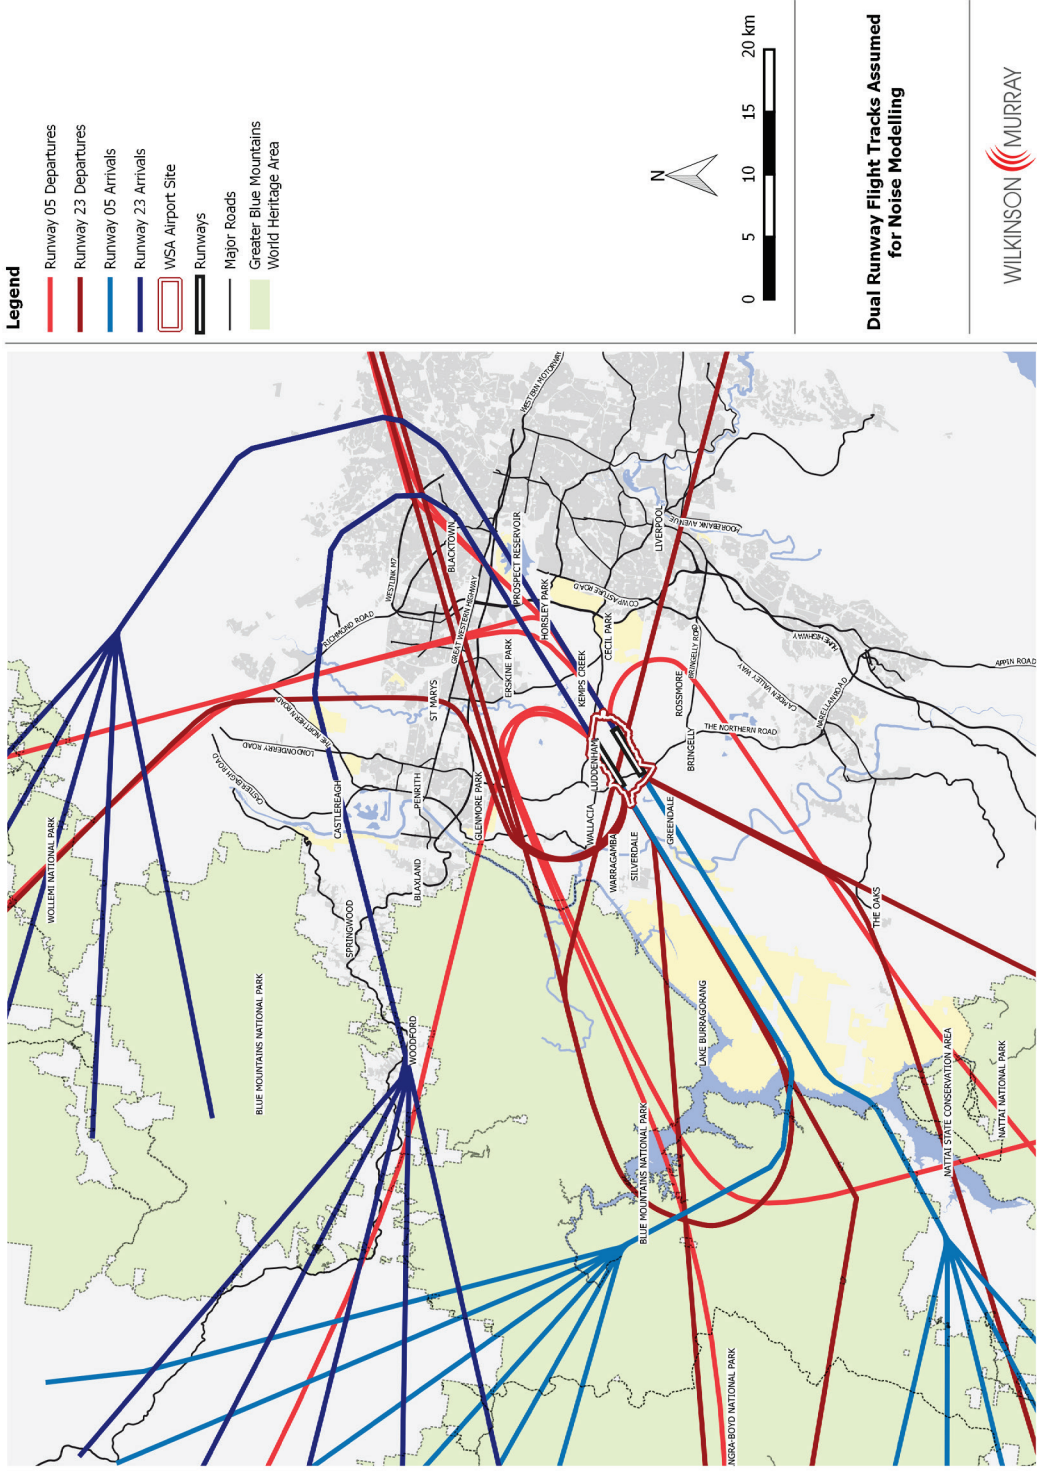 Legend
Runway 05 Departures
Runway 23 Departures
Runway 05 Arrivals
Runway 23 Arrivals
WSA Airport Site
Runways
Major Roads
Greater Blue Mountains
World Heritage Area
N
0 5 10 15 20 km
Dual Runway Flight Tracks Assumed
for Noise Modelling
WILKINSON MURRAY
WOLLEMI NATIONAL PARK
BLUE MOUNTAINS NATIONAL PARK
CASTLEREAGH ROAD
LONDONDERRY ROAD
THE NORTHERN ROAD
RICHMOND ROAD
WESTLINK M7
SPRINGWOOD
CASTLEREAGH
WOODFORD
BLAXLAND
PENRITH
ST MARYS
BLACKTOWN
GREAT WESTERN HIGHWAY
WESTERN MOTORWAY
GLENMORE PARK
ERSKINE PARK
PROSPECT RESERVOIR
HORSLEY PARK
WALLACIA
LUDDENHAM
KEMPS CREEK
COWPASTURE ROAD
CECIL PARK
WARRAGAMBA
SILVERDALE
BLUE MOUNTAINS NATIONAL PARK
LIVERPOOL
GREENDALE
ROSSMORE
BRINGELLY
BRINGELLY ROAD
MOOREBANK AVENUE
LAKE BURRAGORANG
THE NORTHERN ROAD
CAMDEN VALLEY WAY
NGRA-BOYD NATIONAL PARK
NARELLAN ROAD
HUME HIGHWAY
THE OAKS
NATTAI STATE CONSERVATION AREA
NATTAI NATIONAL PARK
APPIN ROAD